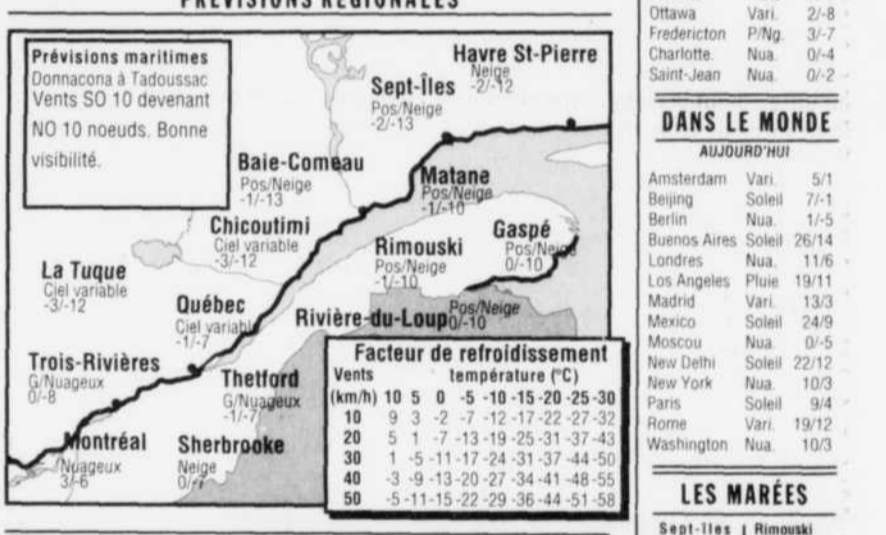 PRÉVISIONS RÉGIONALES
Prévisions maritimes
Donnacona à Tadoussac
Vents SO 10 devenant
NO 10 noeuds. Bonne
visibilité.
Havre St-Pierre
Neige
-2/-12
Sept-Îles
Pos/Neige
-2/-13
Baie-Comeau
Pos/Neige
-1/-13
Matane
Pos/Neige
-1/-10
Chicoutimi
Ciel variable
-3/-12
Rimouski
Pos/Neige
-1/-10
Gaspé
Pos/Neige
0/-10
La Tuque
Ciel variable
-3/-12
Québec
Ciel variable
-1/-7
Rivière-du-Loup
Pos/Neige
0/-10
Trois-Rivières
G/Nuageux
0/-8
Thetford
G/Nuageux
-1/-7
Montréal
Nuageux
3/-6
Sherbrooke
Neige
0/-7
Facteur de refroidissement
Vents température (°C)
(km/h) 10 5 0 -5 -10 -15 -20 -25 -30
10 9 3 -2 -7 -12 -17 -22 -27 -32
20 5 1 -7 -13 -19 -25 -31 -37 -43
30 1 -5 -11 -17 -24 -31 -37 -44 -50
40 -3 -9 -13 -20 -27 -34 -41 -48 -55
50 -5 -11 -15 -22 -29 -36 -44 -51 -58
Ottawa Vari. 2/-8
Fredericton P/Ng. 3/-7
Charlotte. Nua. 0/-4
Saint-Jean Nua. 0/-2
DANS LE MONDE
AUJOURD'HUI
Amsterdam Vari. 5/1
Beijing Soleil 7/-1
Berlin Nua. 1/-5
Buenos Aires Soleil 26/14
Londres Nua. 11/6
Los Angeles Pluie 19/11
Madrid Vari. 13/3
Mexico Soleil 24/9
Moscou Nua. 0/-5
New Delhi Soleil 22/12
New York Nua. 10/3
Paris Soleil 9/4
Rome Vari. 19/12
Washington Nua. 10/3
LES MARÉES
Sept-Îles | Rimouski